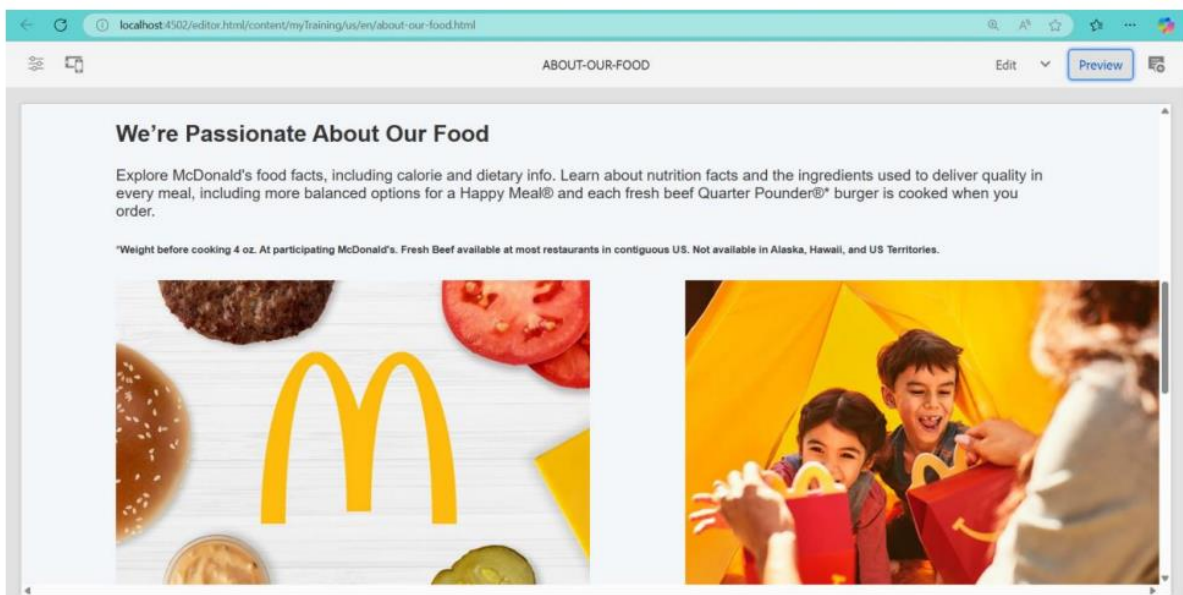 localhost:4502/editor.html/content/myTraining/us/en/about-our-food.html
ABOUT-OUR-FOOD
Edit
Preview
We're Passionate About Our Food
Explore McDonald's food facts, including calorie and dietary info. Learn about nutrition facts and the ingredients used to deliver quality in
every meal, including more balanced options for a Happy Meal® and each fresh beef Quarter Pounder®* burger is cooked when you
order.
*Weight before cooking 4 oz. At participating McDonald's. Fresh Beef available at most restaurants in contiguous US. Not available in Alaska, Hawaii, and US Territories.